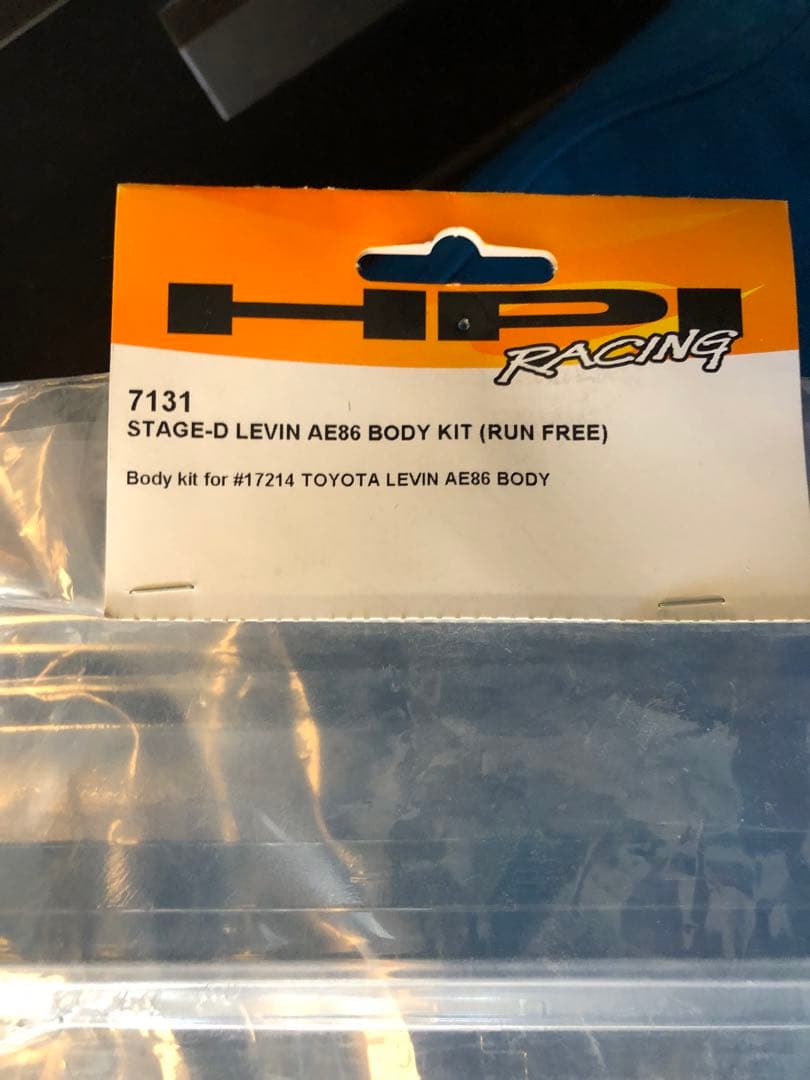 HPI
RACING
7131
STAGE-D LEVIN AE86 BODY KIT (RUN FREE)
Body kit for #17214 TOYOTA LEVIN AE86 BODY